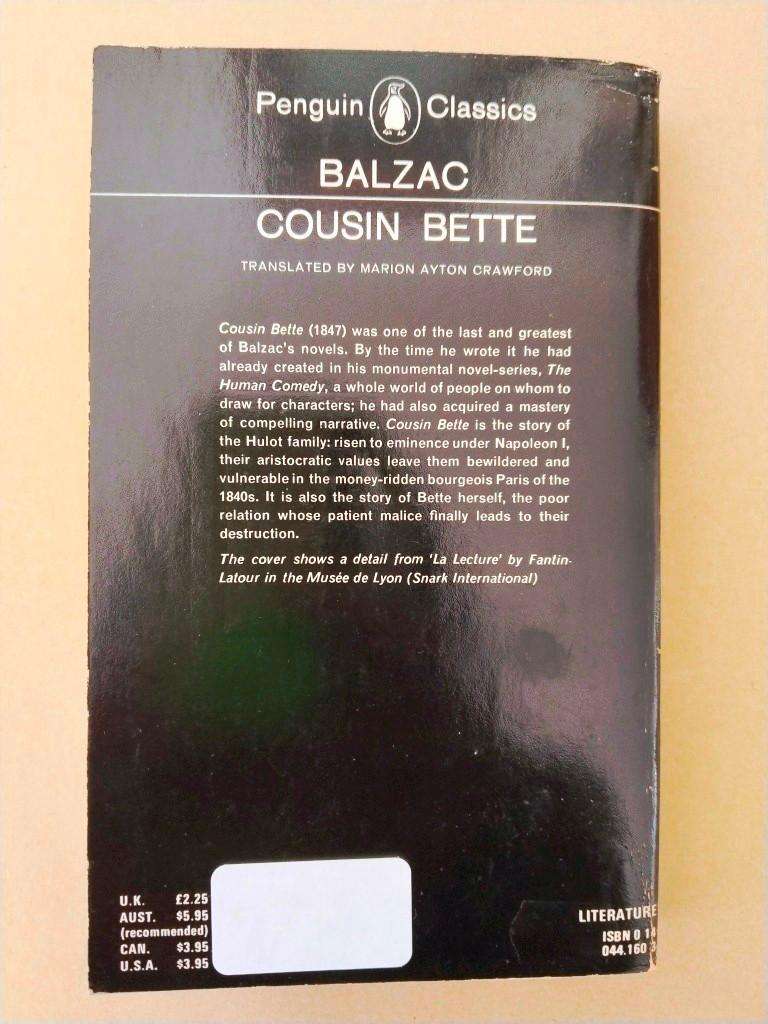 Penguin Classics
BALZAC
COUSIN BETTE
TRANSLATED BY MARION AYTON CRAWFORD
Cousin Bette (1847) was one of the last and greatest
of Balzac's novels. By the time he wrote it he had
already created in his monumental novel-series, The
Human Comedy, a whole world of people on whom to
draw for characters; he had also acquired a mastery
of compelling narrative. Cousin Bette is the story of
the Hulot family: risen to eminence under Napoleon I,
their aristocratic values leave them bewildered and
vulnerable in the money-ridden bourgeois Paris of the
1840s. It is also the story of Bette herself, the poor
relation whose patient malice finally leads to their
destruction.
The cover shows a detail from 'La Lecture' by Fantin-
Latour in the Musée de Lyon (Snark International)
U.K. £2.25
AUST. $5.95
(recommended)
CAN. $3.95
U.S.A. $3.95
LITERATURE
ISBN 0 14
044.160 3